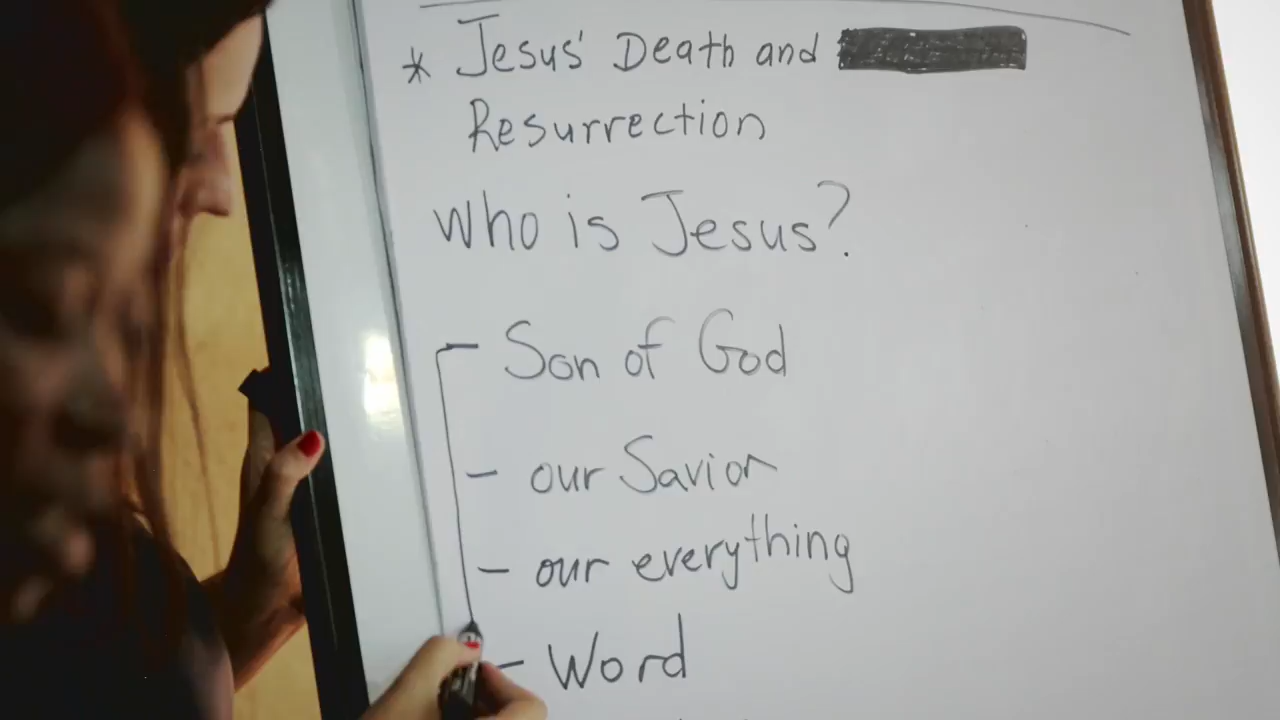 * Jesus' Death and
Resurrection
Who is Jesus?
- Son of God
- our Savior
- our everything
- Word